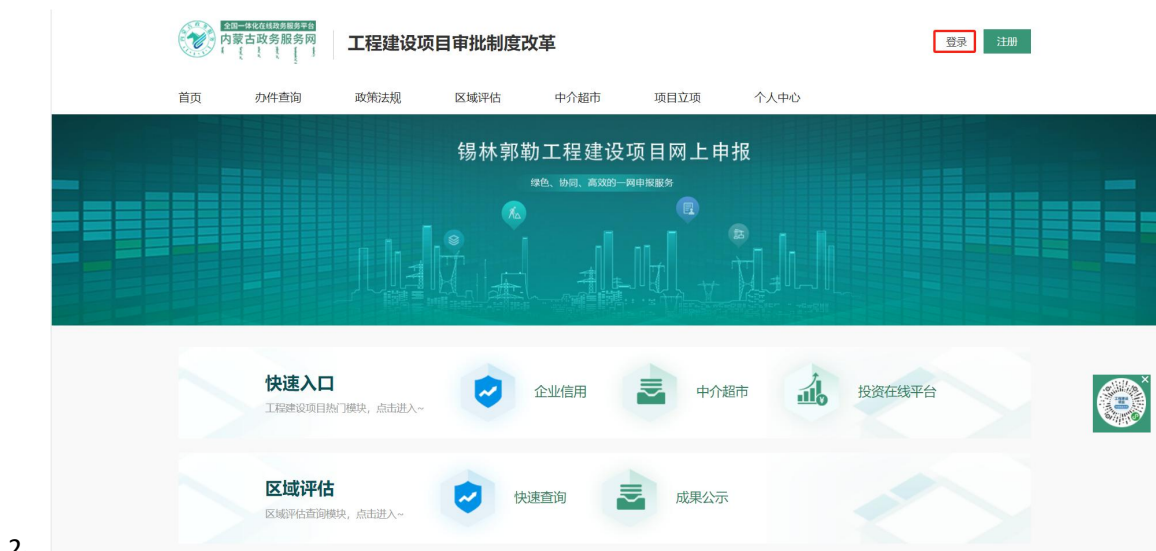 全国一体化在线政务服务平台
内蒙古政务服务网
工程建设项目审批制度改革
登录
注册
首页
办件查询
政策法规
区域评估
中介超市
项目立项
个人中心
锡林郭勒工程建设项目网上申报
绿色、协同、高效的一网申报服务
快速入口
工程建设项目热门模块，点击进入~
企业信用
中介超市
投资在线平台
区域评估
区域评估查询模块，点击进入~
快速查询
成果公示
2